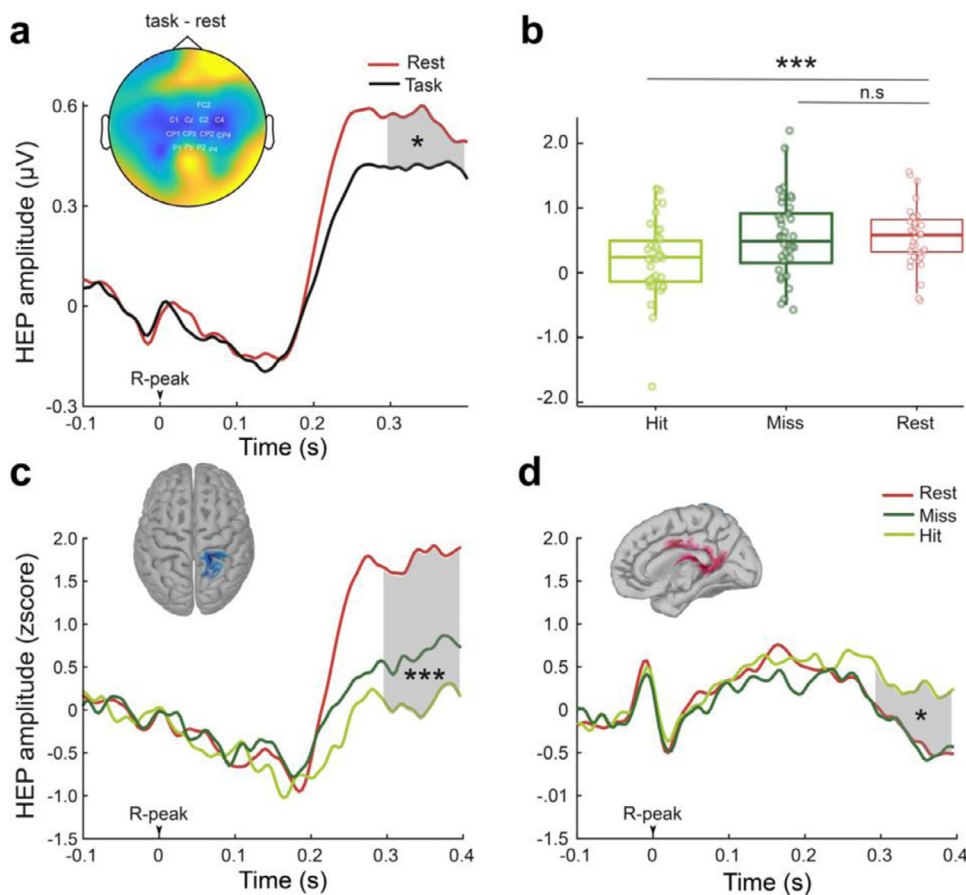 a
task - rest
Rest
Task
FC2
C1 Cz C2 C4
CP1 CPz CP2 CP4
P1 Pz P2 P4
HEP amplitude (µV)
0.6
0.3
0
-0.3
*
R-peak
-0.1 0 0.1 0.2 0.3
Time (s)
b
***
n.s
1.0
0
1.0
-2.0
Hit Miss Rest
c
HEP amplitude (zscore)
2.0
1.5
1.0
0.5
0
-0.5
-1.0
-1.5
***
R-peak
-0.1 0 0.1 0.2 0.3 0.4
Time (s)
d
Rest
Miss
Hit
2.0
1.5
1.0
0.5
0
-0.5
-.01
-1.5
*
R-peak
-0.1 0 0.1 0.2 0.3 0.4
Time (s)